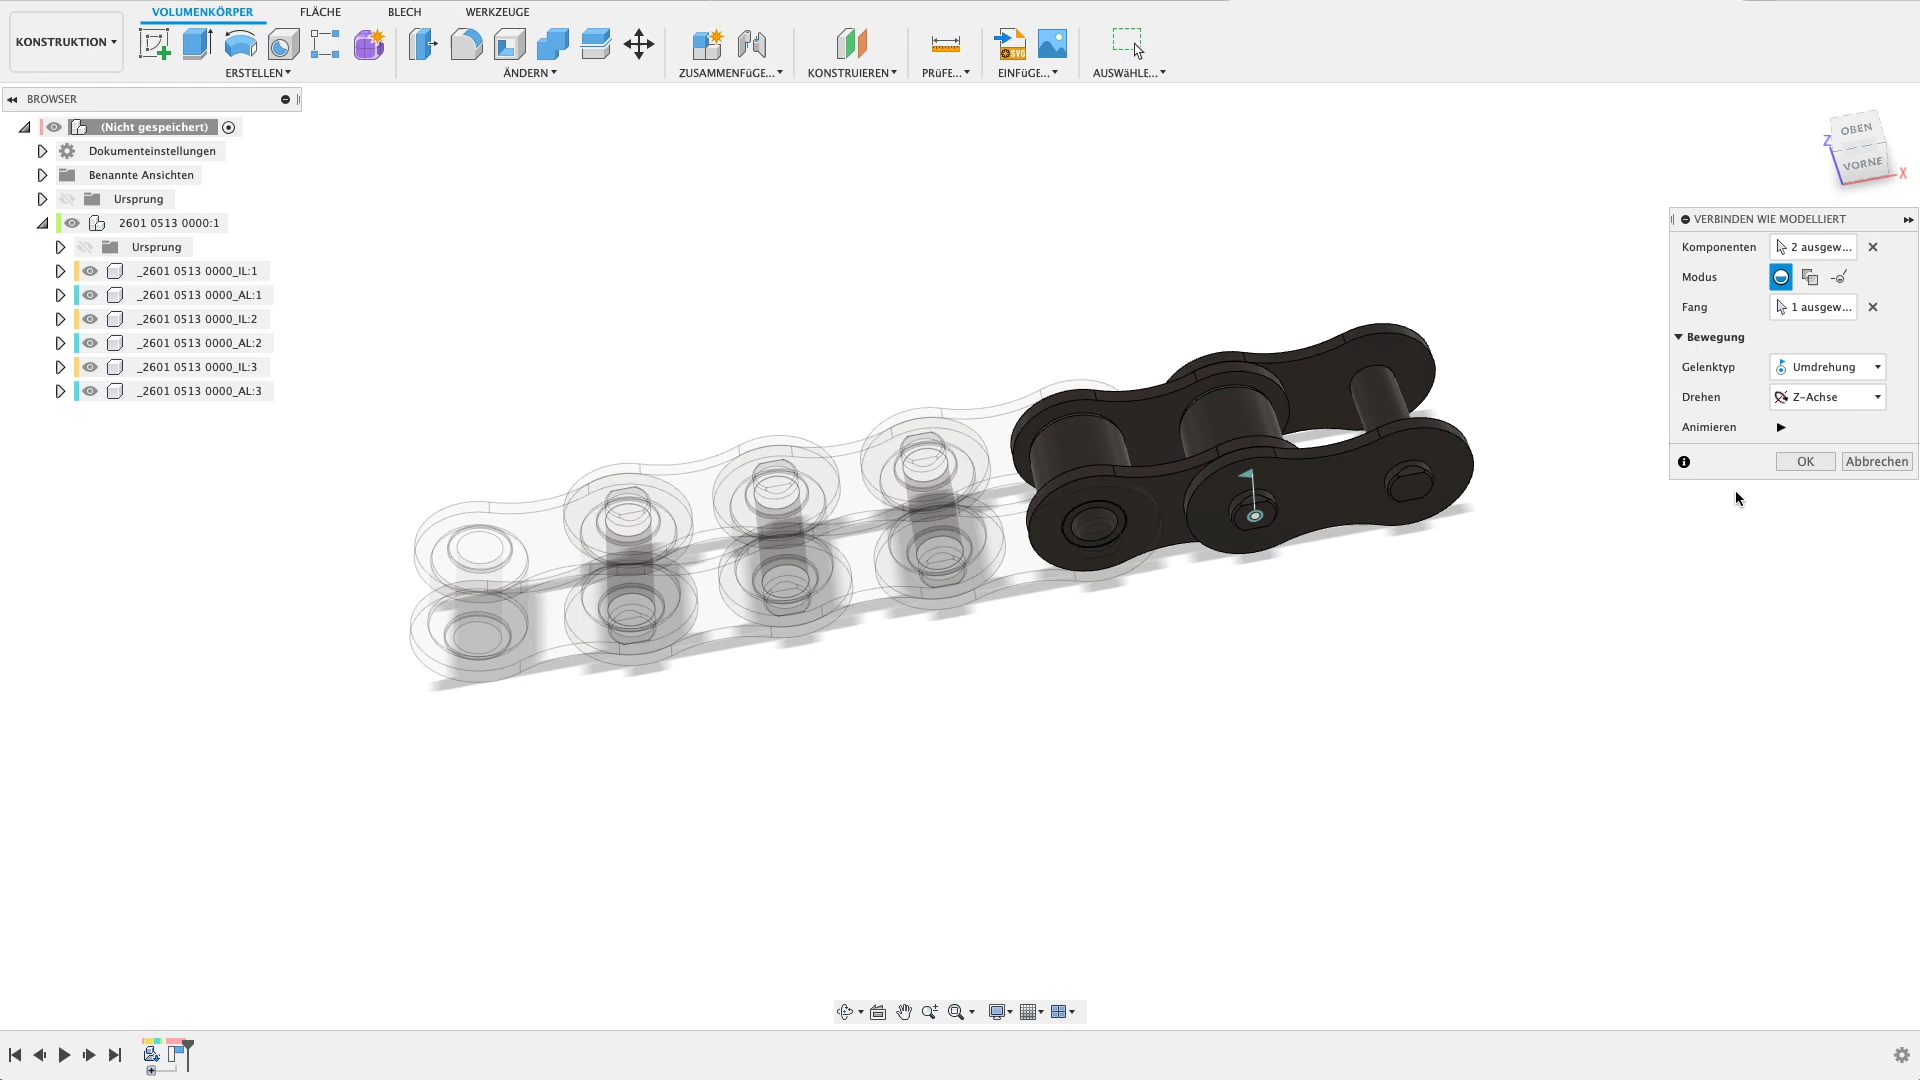 VOLUMENKÖRPER FLÄCHE BLECH WERKZEUGE
KONSTRUKTION
ERSTELLEN ÄNDERN ZUSAMMENFüGE... KONSTRUIEREN PRüFE... EINFüGE... AUSWäHLE...
SVG
BROWSER
(Nicht gespeichert)
Dokumenteinstellungen
Benannte Ansichten
Ursprung
2601 0513 0000:1
Ursprung
_2601 0513 0000_IL:1
_2601 0513 0000_AL:1
_2601 0513 0000_IL:2
_2601 0513 0000_AL:2
_2601 0513 0000_IL:3
_2601 0513 0000_AL:3
OBEN
Z
VORNE
X
VERBINDEN WIE MODELLIERT
Komponenten 2 ausgew...
Modus
Fang 1 ausgew...
Bewegung
Gelenktyp Umdrehung
Drehen Z-Achse
Animieren
OK Abbrechen